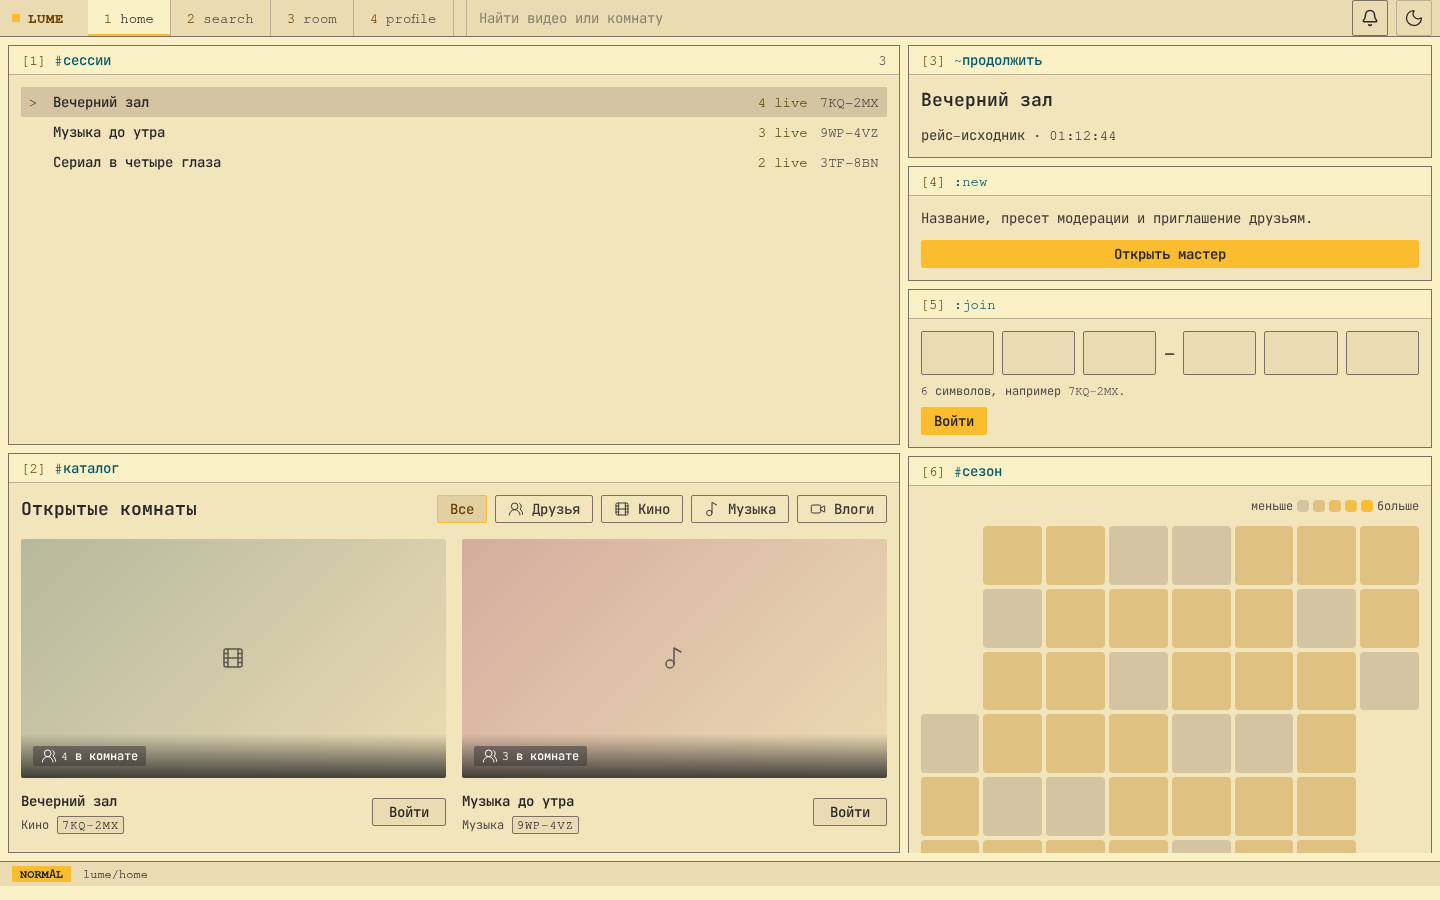 LUME
1 home
2 search
3 room
4 profile
Найти видео или комнату
[1] #сессии 3
> Вечерний зал 4 live 7KQ-2MX
Музыка до утра 3 live 9WP-4VZ
Сериал в четыре глаза 2 live 3TF-8BN
[2] #каталог
Открытые комнаты
Все
Друзья
Кино
Музыка
Влоги
4 в комнате
3 в комнате
Вечерний зал
Кино 7KQ-2MX
Войти
Музыка до утра
Музыка 9WP-4VZ
Войти
[3] ~продолжить
Вечерний зал
рейс-исходник · 01:12:44
[4] :new
Название, пресет модерации и приглашение друзьям.
Открыть мастер
[5] :join
–
6 символов, например 7KQ-2MX.
Войти
[6] #сезон
меньше больше
NORMAL lume/home